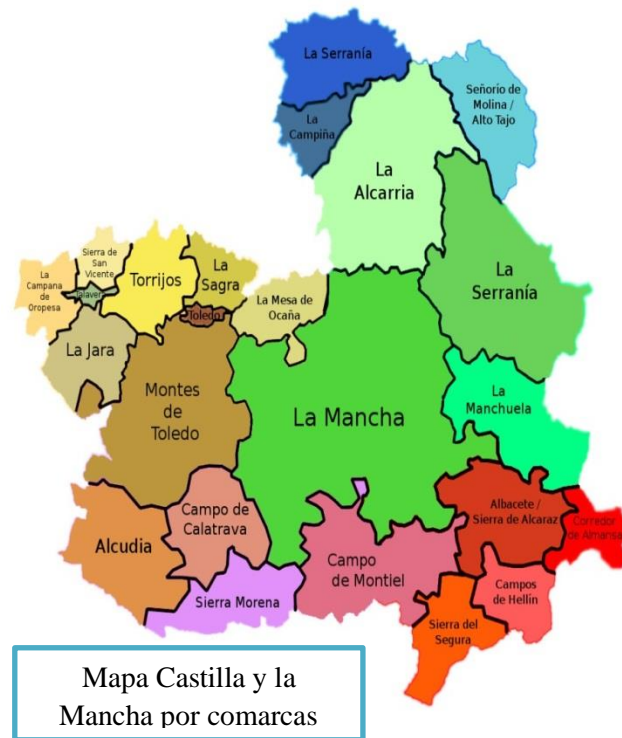 La Serranía
La
Campiña
Señorio de
Molina /
Alto Tajo
La
Alcarria
La
Serranía
La
Campana
de
Oropesa
Sierra de
San
Vicente
Talavera
Torrijos
La
Sagra
Toledo
La Mesa de
Ocaña
La Jara
Montes
de
Toledo
La Mancha
La
Manchuela
Alcudia
Campo de
Calatrava
Sierra Morena
Campo
de Montiel
Albacete /
Sierra de Alcaraz
Corredor
de Almansa
Campos
de Hellín
Sierra del
Segura
Mapa Castilla y la
Mancha por comarcas